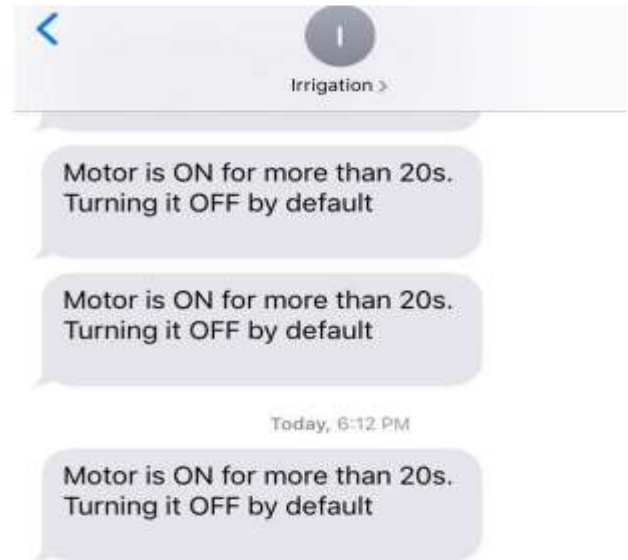 I
Irrigation >
Motor is ON for more than 20s.
Turning it OFF by default
Motor is ON for more than 20s.
Turning it OFF by default
Today, 6:12 PM
Motor is ON for more than 20s.
Turning it OFF by default